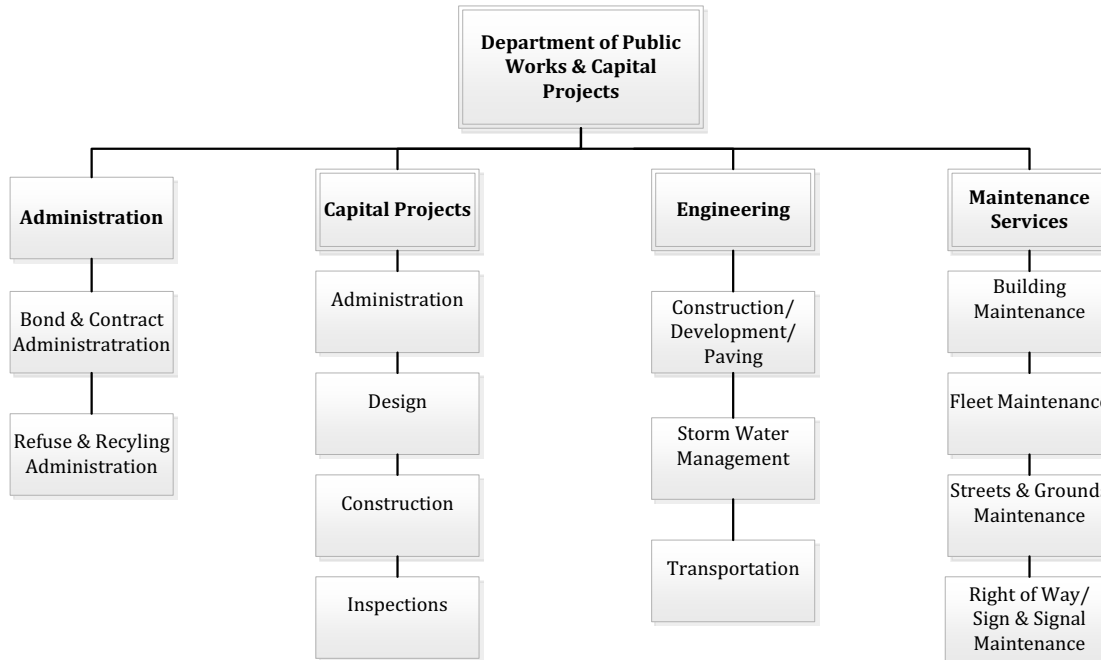 Department of Public
Works & Capital
Projects
Administration
Bond & Contract
Administratration
Refuse & Recyling
Administration
Capital Projects
Administration
Design
Construction
Inspections
Engineering
Construction/
Development/
Paving
Storm Water
Management
Transportation
Maintenance
Services
Building
Maintenance
Fleet Maintenance
Streets & Ground
Maintenance
Right of Way/
Sign & Signal
Maintenance